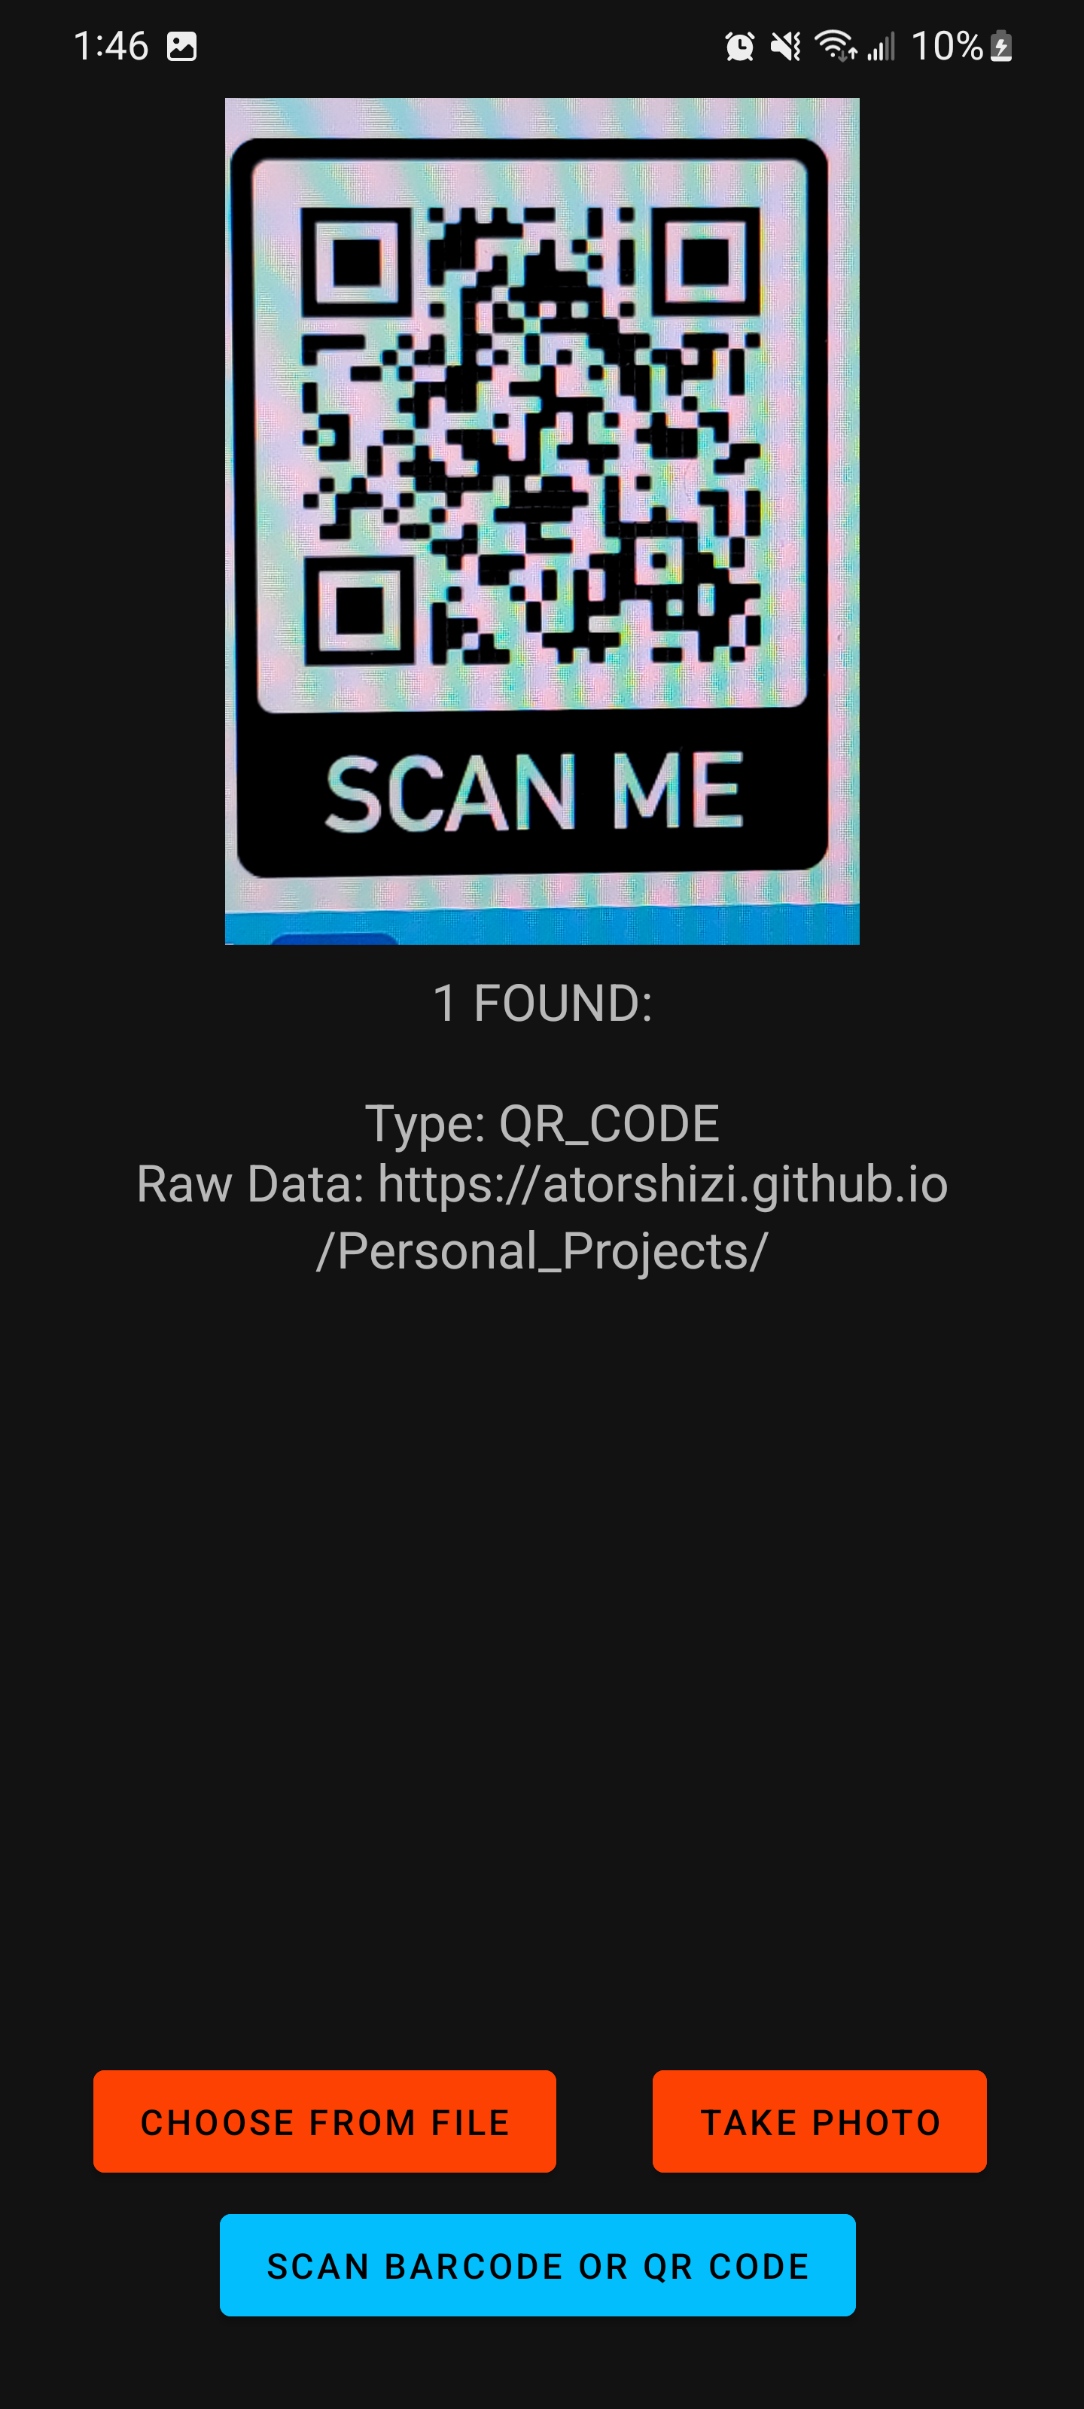 1:46
10%
SCAN ME
1 FOUND:
Type: QR_CODE
Raw Data: https://atorshizi.github.io
/Personal_Projects/
CHOOSE FROM FILE
TAKE PHOTO
SCAN BARCODE OR QR CODE